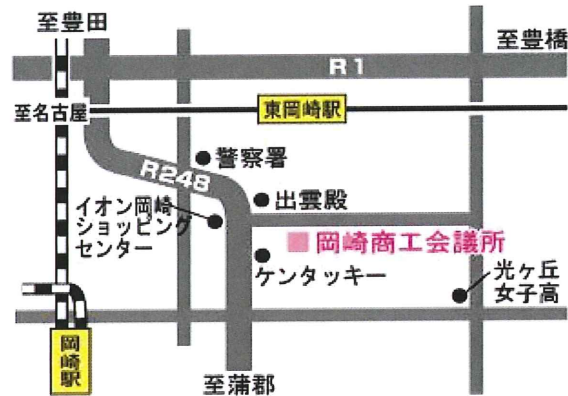 至豊田
至豊橋
R1
至名古屋
東岡崎駅
警察署
R248
出雲殿
イオン岡崎
ショッピング
センター
岡崎商工会議所
ケンタッキー
光ヶ丘
女子高
岡崎駅
至蒲郡